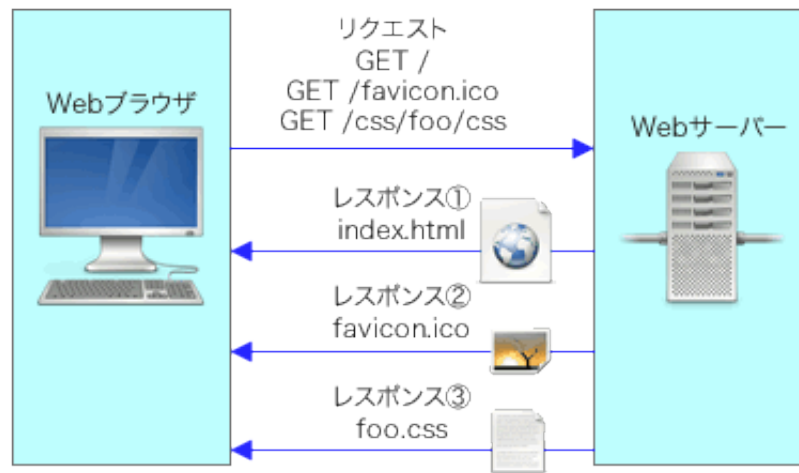 Webブラウザ
リクエスト
GET /
GET /favicon.ico
GET /css/foo/css
Webサーバー
レスポンス①
index.html
レスポンス②
favicon.ico
レスポンス③
foo.css